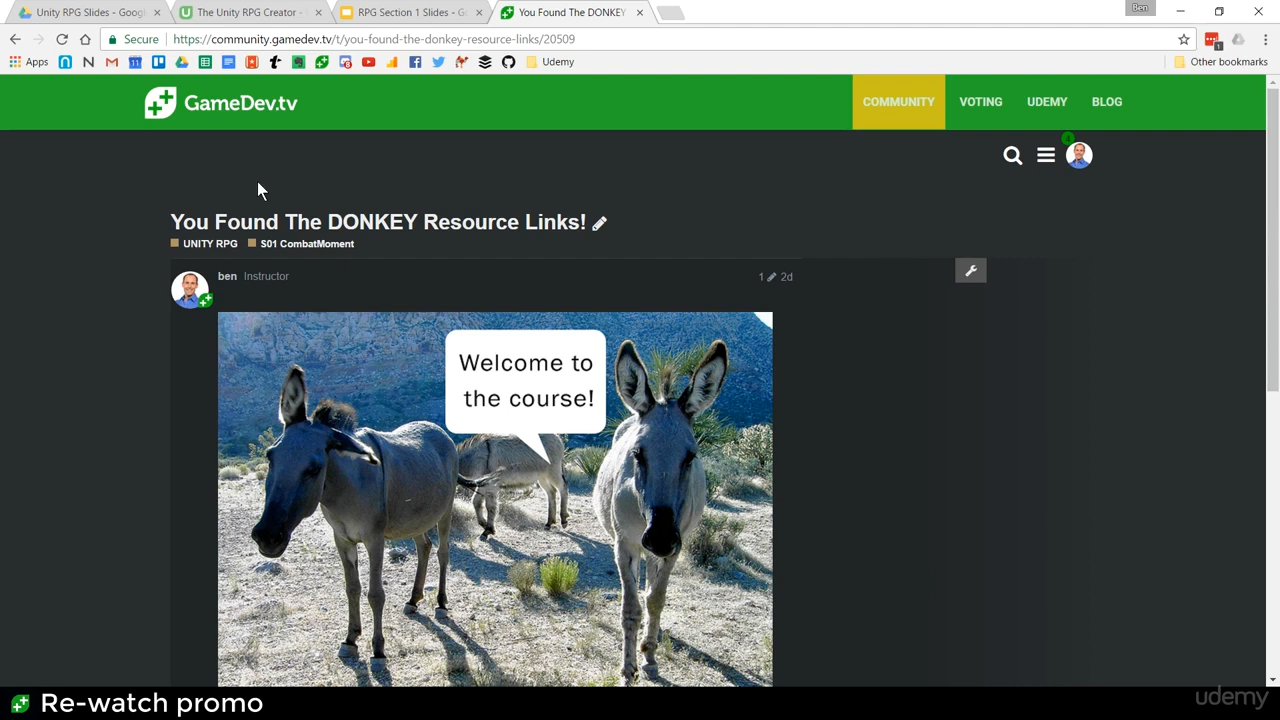 Unity RPG Slides - Googl
The Unity RPG Creator -
RPG Section 1 Slides - Go
You Found The DONKEY
Ben
Secure
https://community.gamedev.tv/t/you-found-the-donkey-resource-links/20509
Apps
Udemy
Other bookmarks
GameDev.tv
COMMUNITY
VOTING
UDEMY
BLOG
You Found The DONKEY Resource Links!
UNITY RPG
S01 CombatMoment
ben Instructor
1
2d
Welcome to
the course!
Re-watch promo
udemy